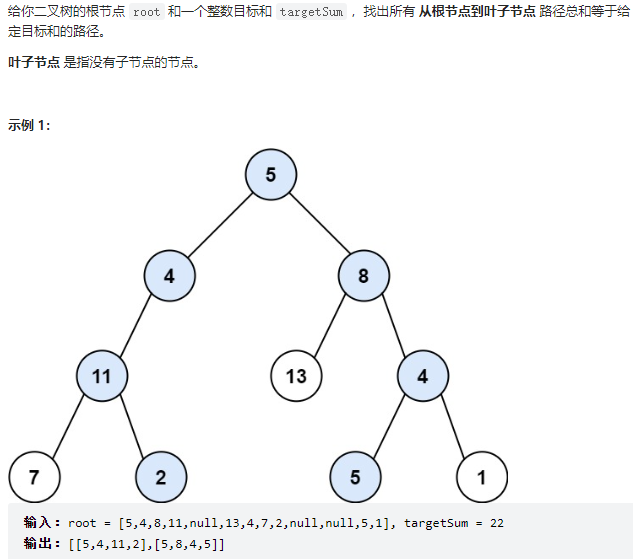 给你二叉树的根节点 root 和一个整数目标和 targetSum ，找出所有 从根节点到叶子节点 路径总和等于给
定目标和的路径。
叶子节点 是指没有子节点的节点。
示例 1：
5
4
8
11
13
4
7
2
5
1
输入：root = [5,4,8,11,null,13,4,7,2,null,null,5,1], targetSum = 22
输出：[[5,4,11,2],[5,8,4,5]]